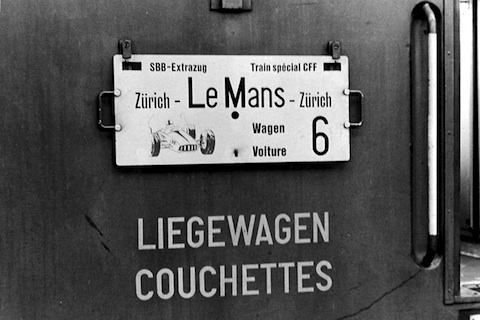 SBB-Extrazug Train spécial CFF
Zürich - Le Mans - Zürich
Wagen 6
Voiture
LIEGEWAGEN
COUCHETTES